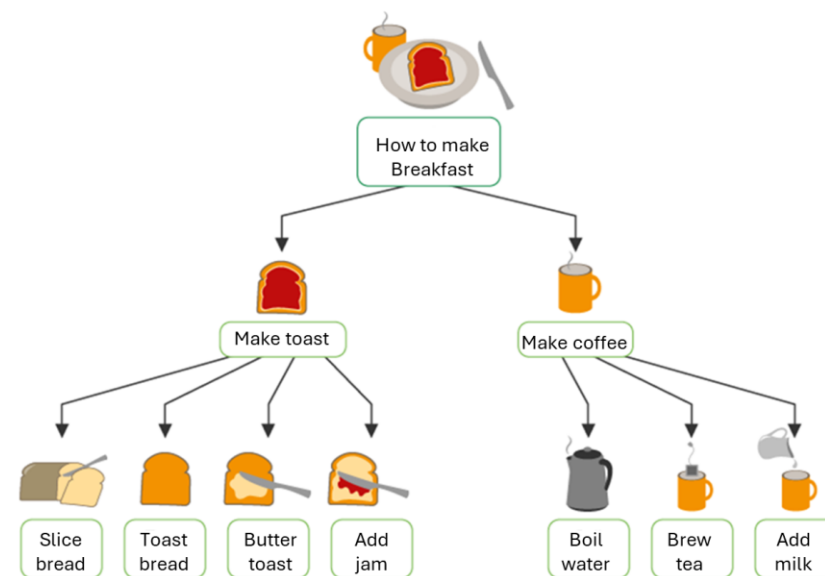 How to make
Breakfast
Make toast
Make coffee
Slice
bread
Toast
bread
Butter
toast
Add
jam
Boil
water
Brew
tea
Add
milk